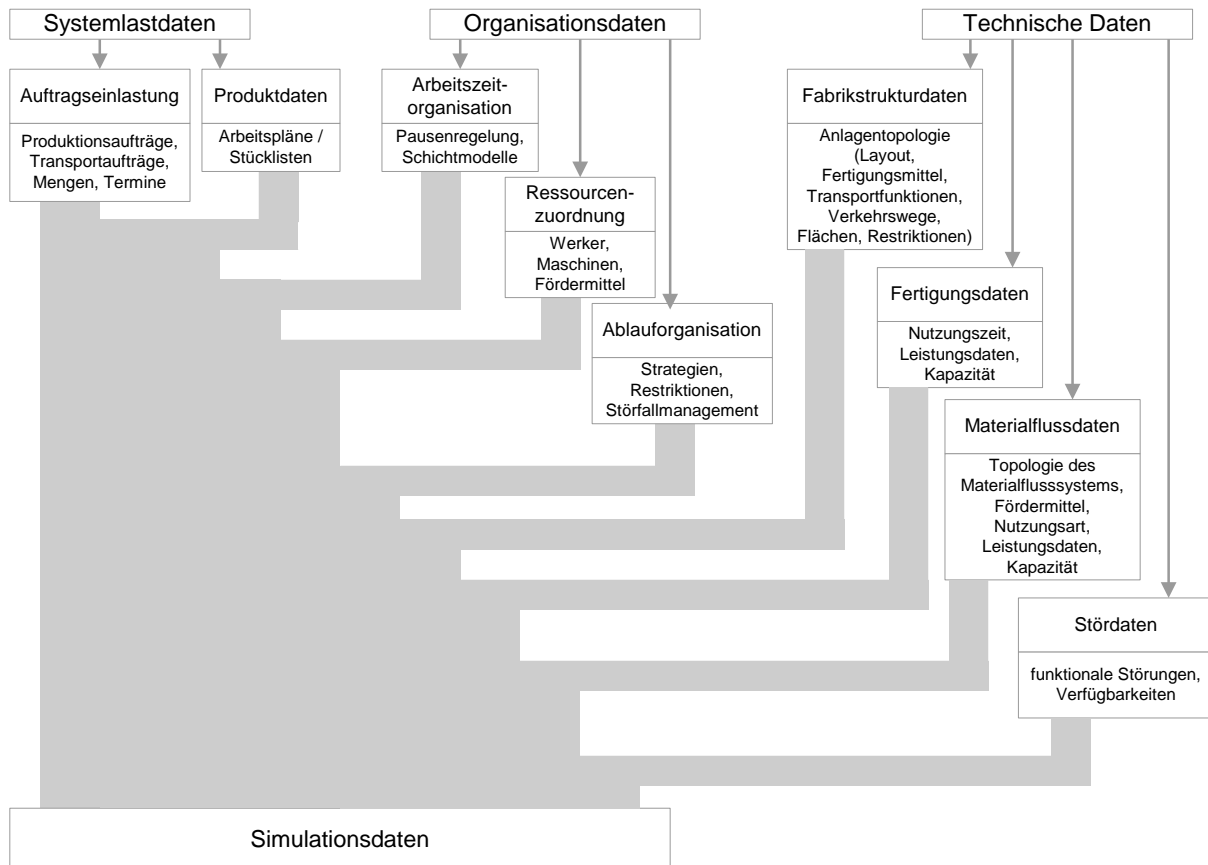 Systemlastdaten
Organisationsdaten
Technische Daten
Auftragseinlastung
Produktionsaufträge,
Transportaufträge,
Mengen, Termine
Produktdaten
Arbeitspläne /
Stücklisten
Arbeitszeit-
organisation
Pausenregelung,
Schichtmodelle
Ressourcen-
zuordnung
Werker,
Maschinen,
Fördermittel
Ablauforganisation
Strategien,
Restriktionen,
Störfallmanagement
Fabrikstrukturdaten
Anlagentopologie
(Layout,
Fertigungsmittel,
Transportfunktionen,
Verkehrswege,
Flächen, Restriktionen)
Fertigungsdaten
Nutzungszeit,
Leistungsdaten,
Kapazität
Materialflussdaten
Topologie des
Materialflusssystems,
Fördermittel,
Nutzungsart,
Leistungsdaten,
Kapazität
Stördaten
funktionale Störungen,
Verfügbarkeiten
Simulationsdaten